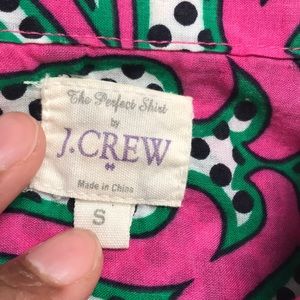 The Perfect Shirt
by
J.CREW
Made in China
S